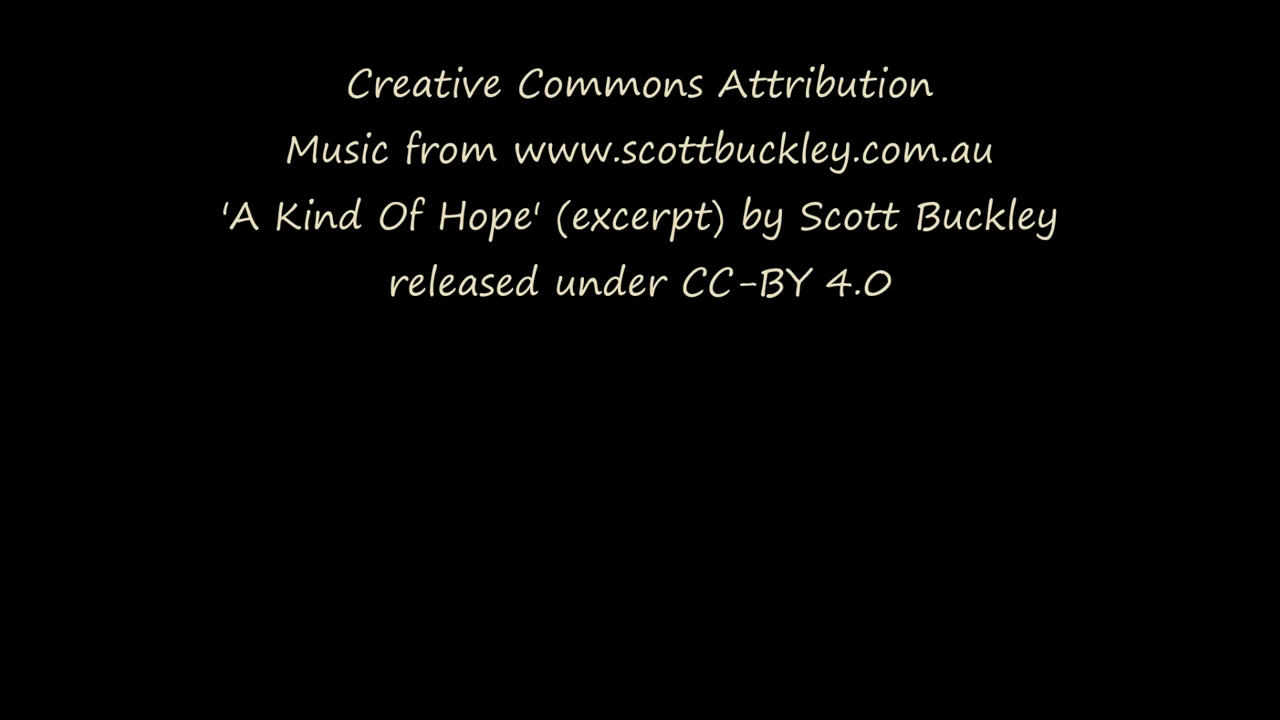 Creative Commons Attribution
Music from www.scottbuckley.com.au
'A Kind Of Hope' (excerpt) by Scott Buckley
released under CC-BY 4.0